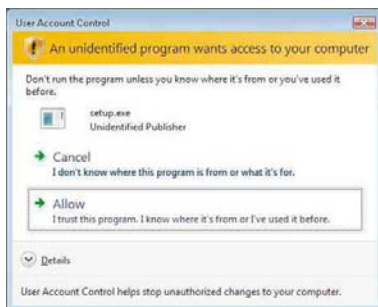 User Account Control
An unidentified program wants access to your computer
Don't run the program unless you know where it's from or you've used it
before.
setup.exe
Unidentified Publisher
Cancel
I don't know where this program is from or what it's for.
Allow
I trust this program. I know where it's from or I've used it before.
Details
User Account Control helps stop unauthorized changes to your computer.